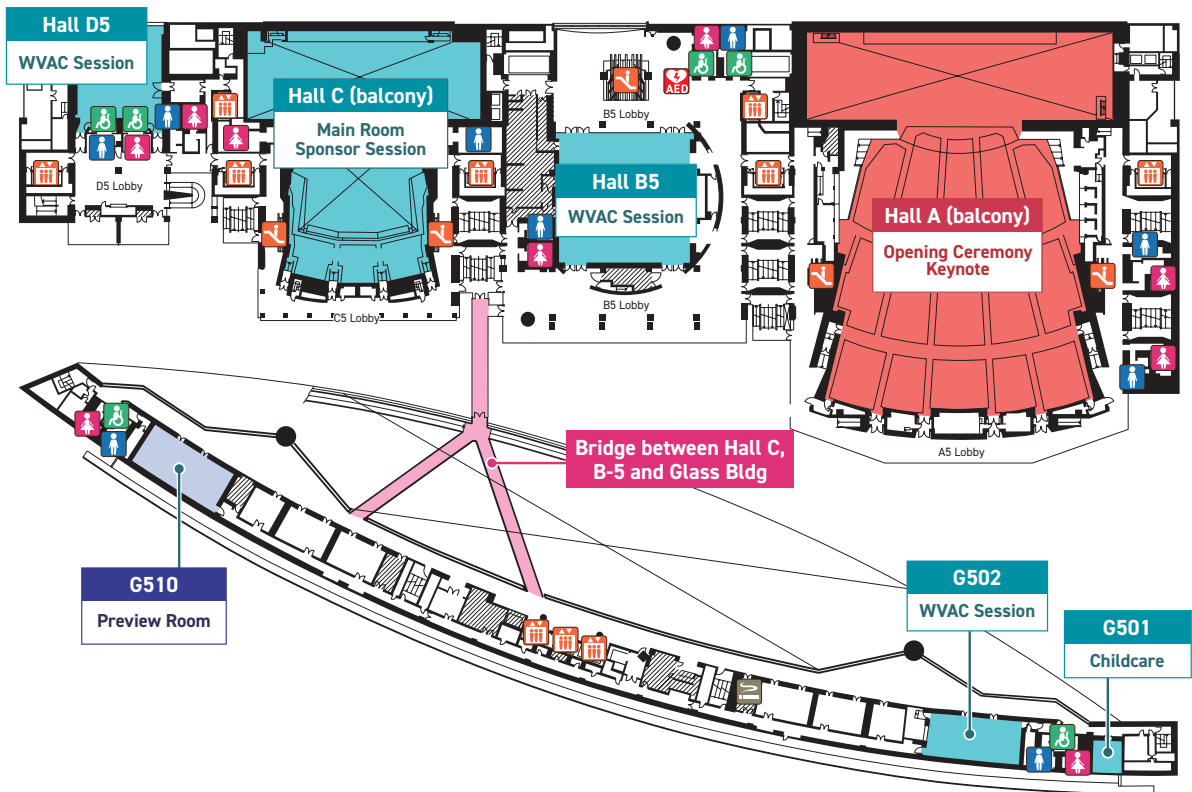 Hall D5
WVAC Session
Hall C (balcony)
Main Room
Sponsor Session
AED
B5 Lobby
Hall B5
WVAC Session
Hall A (balcony)
Opening Ceremony
Keynote
D5 Lobby
B5 Lobby
C5 Lobby
A5 Lobby
Bridge between Hall C,
B-5 and Glass Bldg
G510
Preview Room
G502
WVAC Session
G501
Childcare